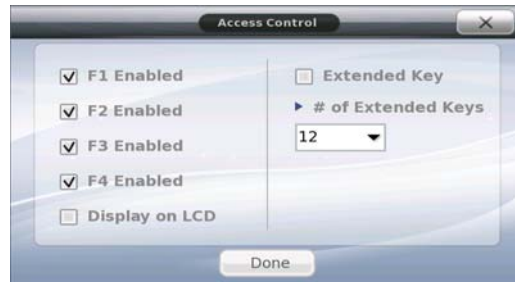 Access Control
F1 Enabled
F2 Enabled
F3 Enabled
F4 Enabled
Display on LCD
Extended Key
# of Extended Keys
12
Done